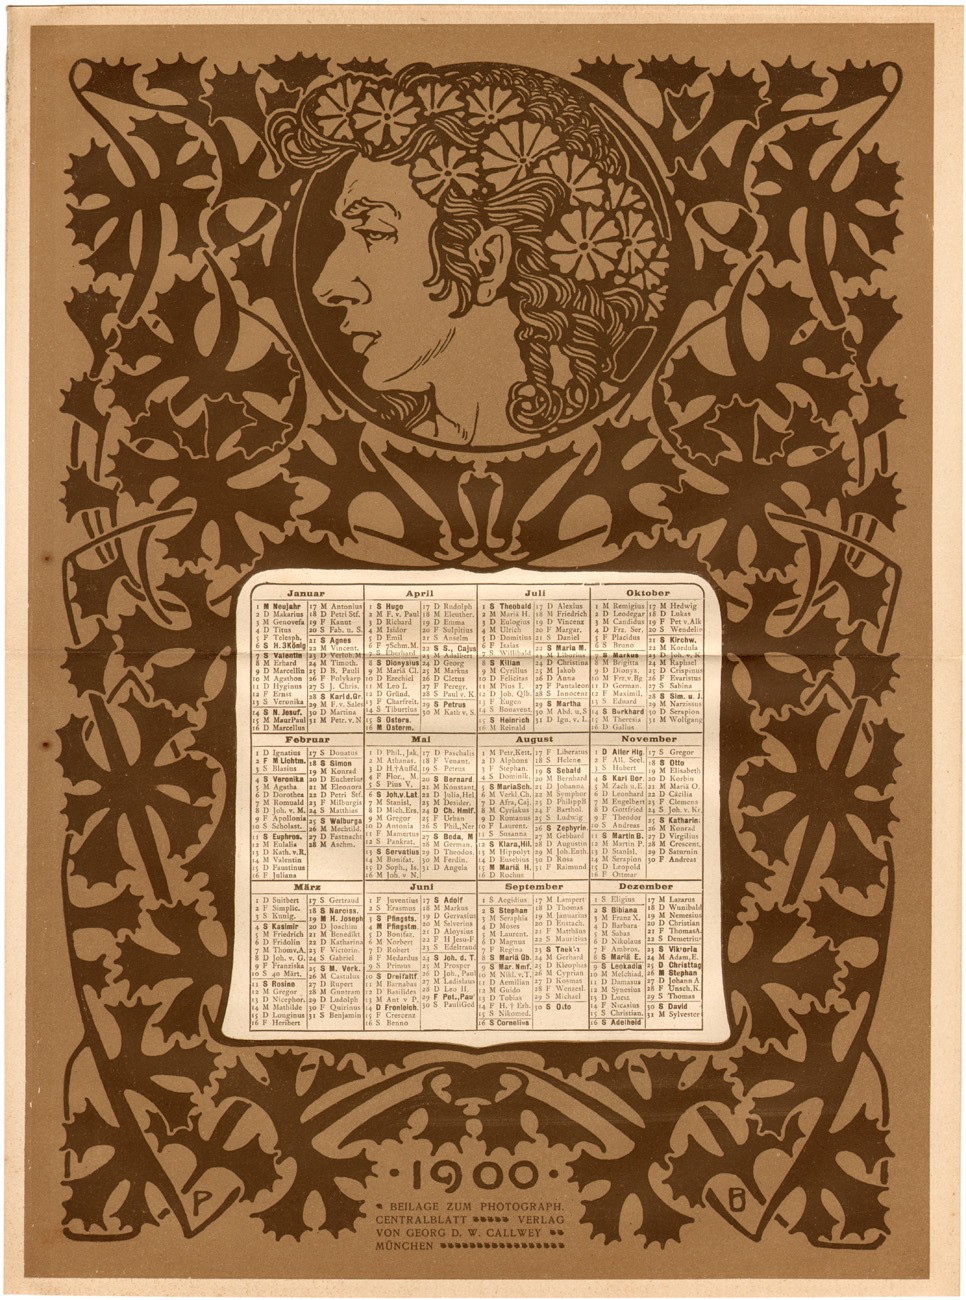 Januar
1 M Neujahr
2 D Makarius
3 M Genovefa
4 D Titus
5 F Telesph.
6 S H. 3König
7 S Valentin
8 M Erhard
9 D Marcellin
10 M Agathon
11 D Hyginus
12 F Ernst
13 S Veronika
14 S N. Jesuf.
15 M MaurPaul
16 D Marcellus
17 M Antonius
18 D Petri Stf.
19 F Kanut
20 S Fab. u. S.
21 S Agnes
22 M Vincent.
23 D Verlob. M.
24 M Timoth.
25 D B. Pauli
26 F Polykarp
27 S J. Chris.
28 S Karl d. Gr.
29 M F. v. Sales
30 D Martina
31 M Petr. v. N.
April
1 S Hugo
2 M F. v. Paul
3 D Richard
4 M Isidor
5 D Emil
6 F 7Schm. M.
7 S Eberhard
8 S Dionysius
9 M Mariä Cl.
10 D Ezechiel
11 M Leo I.
12 D Gründ.
13 F Charfreit.
14 S Tiburtius
15 S Osters.
16 M Osterm.
17 D Rudolph
18 M Eleuther.
19 D Emma
20 F Sulpitius
21 S Anselm
22 S S., Cajus
23 M Adalbert
24 D Georg
25 M Markus
26 D Cletus
27 F Peregr.
28 S Paul v. K.
29 S Petrus
30 M Kath v. S.
Juli
1 S Theobald
2 M Mariä H.
3 D Eulogius
4 M Ulrich
5 D Domitius
6 F Isaias
7 S Willibald
8 S Kilian
9 M Cyrillus
10 D Felicitas
11 M Pius I.
12 D Joh. Qlb.
13 F Eugen
14 S Bonavent.
15 S Heinrich
16 M Reinald
17 D Alexius
18 M Friedrich
19 D Vincenz
20 F Margar.
21 S Daniel
22 S Maria M.
23 M Liborius
24 D Christina
25 M Jakob
26 D Anna
27 F Pantaleon
28 S Innocenz
29 S Martha
30 M Abd. u. S.
31 D Ign. v. L.
Oktober
1 M Remigius
2 D Leodegar
3 M Candidus
4 D Frz. Ser.
5 F Placidus
6 S Bruno
7 S Markus
8 M Brigitta
9 D Dionys.
10 M Frz. v Bg
11 D German.
12 F Maximil.
13 S Eduard
14 S Burkhard
15 M Theresia
16 D Gallus
17 M Hedwig
18 D Lukas
19 F Pet v. Alk
20 S Wendelin
21 S Kirchw.
22 M Kordula
23 D Joh. v. K
24 M Raphael
25 D Crispinus
26 F Evaristus
27 S Sabina
28 S Sim. u. J.
29 M Narzissus
30 D Serapion.
31 M Wolfgang
Februar
1 D Ignatius
2 F M Lichtm.
3 S Blasius
4 S Veronika
5 M Agatha
6 D Dorothea
7 M Romuald
8 D Joh. v. M.
9 F Apollonia
10 S Scholast.
11 S Euphros.
12 M Eulalia
13 D Kath. v. R.
14 M Valentin
15 D Faustinus
16 F Juliana
17 S Donatus
18 S Simon
19 M Konrad
20 D Eucherius
21 M Eleonora
22 D Petri Stf.
23 F Milburgis
24 S Matthias
25 S Walburga
26 M Mechtild.
27 D Fastnacht
28 M Aschm.
Mai
1 D Phil., Jak.
2 M Athanas.
3 D H.†Auffd.
4 F Flor., M.
5 S Pius V.
6 S Joh. v. Lat
7 M Stanisl.
8 D Mich. Ers.
9 M Gregor
10 D Antonia
11 F Mamertus
12 S Pankrat.
13 S Servatius
14 M Bonifat.
15 D Soph., Is.
16 M Joh. v. N.
17 D Paschalis
18 F Venant.
19 S Petrus
20 S Bernard
21 M Konstant.
22 D Julia, Hel.
23 M Desider.
24 D Ch. Hmlf.
25 F Urban
26 S Phil., Ner
27 S Beda, M
28 M German.
29 D Theodos.
30 M Ferdin.
31 D Angela
August
1 M Petr. Kett.
2 D Alphons
3 F Stephan.
4 S Dominik.
5 S Maria Sch.
6 M Verkl. Ch.
7 D Afra, Caj.
8 M Cyriakus
9 D Romanus
10 F Laurent.
11 S Susanna
12 S Klara, Hil.
13 M Hippolyt
14 D Eusebius
15 M Mariä H.
16 D Rochus
17 F Liberatus
18 S Helene
19 S Sebald
20 M Bernhard
21 D Johanna
22 M Symphor
23 D Philipp B
24 F Barthol.
25 S Ludwig
26 S Zephyrin.
27 M Gebhard
28 D Augustin
29 M Joh. Enth.
30 D Rosa
31 F Raimund
November
1 D Aller Hlg.
2 F All. Seel.
3 S Hubert
4 S Karl Bor.
5 M Zach u. E.
6 D Leonhard
7 M Engelbert
8 D Gottfried
9 F Theodor
10 S Andreas
11 S Martin B.
12 M Martin P.
13 D Stanisl.
14 M Serapion
15 D Leopold
16 F Ottmar
17 S Gregor
18 S Otto
19 M Elisabeth
20 D Korbin
21 M Mariä O.
22 D Cäcilia
23 F Clemens
24 S Joh. v. Kr.
25 S Katharin.
26 M Konrad
27 D Virgilius
28 M Crescent.
29 D Saturnin
30 F Andreas
März
1 D Suitbert
2 F Simplic.
3 S Kunig.
4 S Kasimir
5 M Friedrich
6 D Fridolin
7 M Thom v. A.
8 D Joh. v. G.
9 F Franziska
10 S 40 Märt.
11 S Rosine
12 M Gregor
13 D Nicephor.
14 M Mathilde
15 D Longinus
16 F Heribert
17 S Gertraud
18 S Narciss.
19 M H. Joseph
20 D Joachim
21 M Benedikt
22 D Katharina
23 F Victorin.
24 S Gabriel
25 S M. Verk.
26 M Castulus
27 D Rupert
28 M Guntram
29 D Ludolph
30 F Quirinus
31 S Benjamin
Juni
1 F Juventius
2 S Erasmus
3 S Pfingsts.
4 M Pfingstm.
5 D Bonifaz.
6 M Norbert
7 D Robert
8 F Medardus
9 S Primus
10 S Dreifaltf.
11 M Barnabas
12 D Basilides
13 M Ant v P.
14 D Fronleich.
15 F Crescenz
16 S Benno
17 S Adolf
18 M Markus
19 D Gervasius
20 M Silverius
21 D Aloysius
22 F H Jesu-F
23 S Edeltraud
24 S Joh. d. T.
25 M Prosper
26 D Joh., Paul
27 M Ladislaus
28 D Leo II.
29 F Pet., Paul
30 S Pauli Ged
September
1 S Aegidius
2 S Stephan
3 M Seraphia
4 D Moses
5 M Laurent.
6 D Magnus
7 F Regina
8 S Mariä Gb.
9 S Mar. Nmf.
10 M Nikl. v. T.
11 D Aemilian
12 M Guido
13 D Tobias
14 F H. † Erh.
15 S Nikomed.
16 S Cornelius
17 M Lampert
18 D Thomas
19 M Januarius
20 D Eustach.
21 F Matthäus
22 S Mauritius
23 S Thekla
24 M Gerhard
25 D Kleophas
26 M Cyprian
27 D Kosmas
28 F Wenzesl.
29 S Michael
30 S Otto
Dezember
1 S Eligius
2 S Bibiana
3 M Franz X.
4 D Barbara
5 M Sabas
6 D Nikolaus
7 F Ambros.
8 S Mariä E.
9 S Leokadia
10 M Melchiad.
11 D Damasus
12 M Synesius
13 D Lucia
14 F Nicasius
15 S Christian.
16 S Adelheid
17 M Lazarus
18 D Wunibald
19 M Nemesius
20 D Christian
21 F Thomas A.
22 S Demetrius
23 S Viktoria
24 M Adam, E.
25 D Christtag
26 M Stephan
27 D Johann A
28 F Unsch. K.
29 S Thomas
30 S David
31 M Sylvester
P
B
·1900·
BEILAGE ZUM PHOTOGRAPH.
CENTRALBLATT VERLAG
VON GEORG D. W. CALLWEY
MÜNCHEN